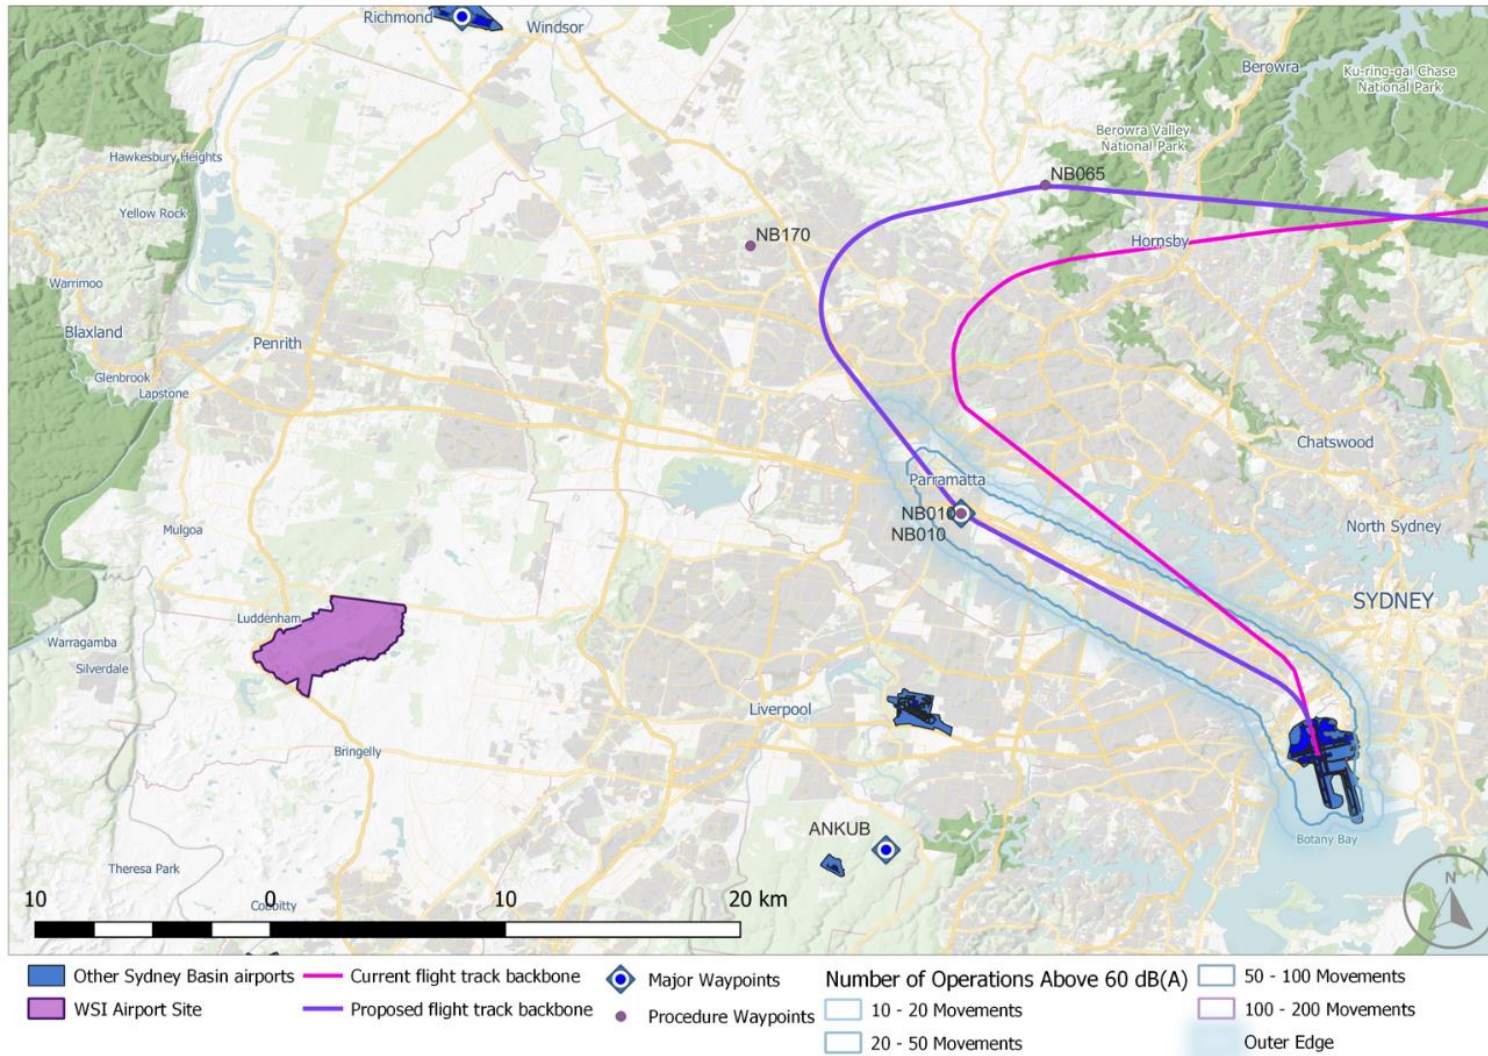 Richmond
Windsor
Berowra
Ku-ring-gai Chase
National Park
Berowra Valley
National Park
Hawkesbury Heights
NB065
Yellow Rock
NB170
Hornsby
Warrimoo
Blaxland
Penrith
Glenbrook
Lapstone
Chatswood
Parramatta
NB010
NB010
Mulgoa
North Sydney
SYDNEY
Luddenham
Warragamba
Silverdale
Liverpool
Bringelly
ANKUB
Botany Bay
Theresa Park
N
10 0 10 20 km
Cobbitty
Other Sydney Basin airports
WSI Airport Site
Current flight track backbone
Proposed flight track backbone
Major Waypoints
Procedure Waypoints
Number of Operations Above 60 dB(A)
10 - 20 Movements
20 - 50 Movements
50 - 100 Movements
100 - 200 Movements
Outer Edge